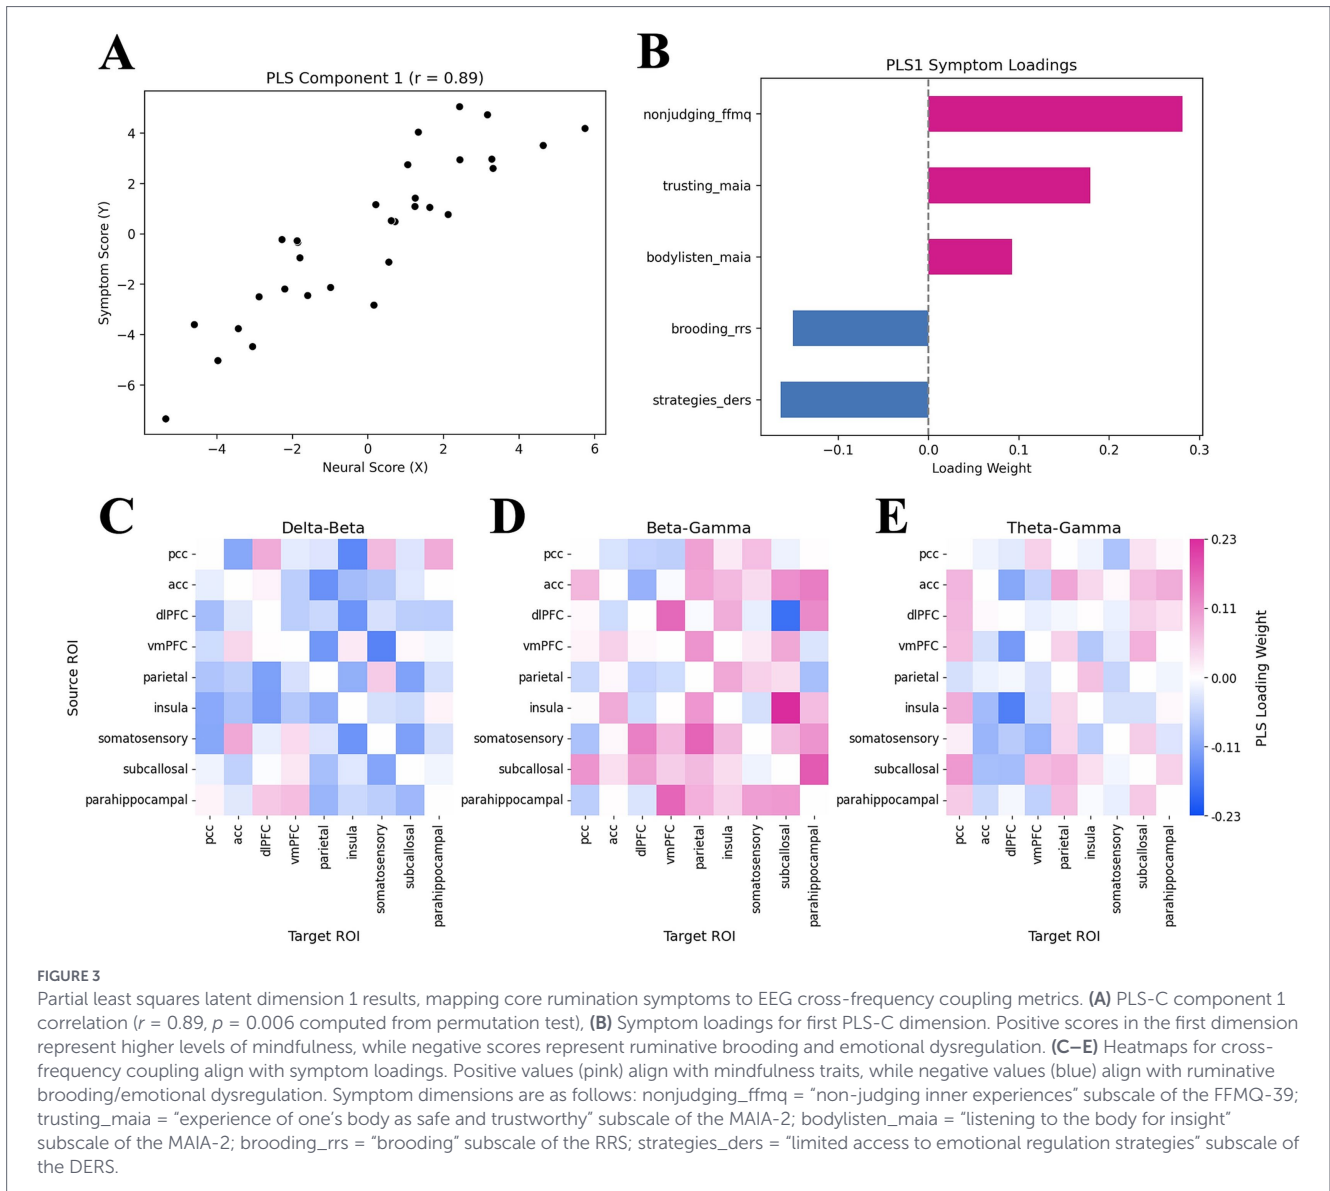 A
PLS Component 1 (r = 0.89)
Symptom Score (Y)
4
2
0
−2
−4
−6
−4
−2
0
2
4
6
Neural Score (X)
B
PLS1 Symptom Loadings
nonjudging_ffmq
trusting_maia
bodylisten_maia
brooding_rrs
strategies_ders
−0.1
0.0
0.1
0.2
0.3
Loading Weight
C
Delta-Beta
Source ROI
pcc
acc
dlPFC
vmPFC
parietal
insula
somatosensory
subcallosal
parahippocampal
pcc
acc
dlPFC
vmPFC
parietal
insula
somatosensory
subcallosal
parahippocampal
Target ROI
D
Beta-Gamma
pcc
acc
dlPFC
vmPFC
parietal
insula
somatosensory
subcallosal
parahippocampal
pcc
acc
dlPFC
vmPFC
parietal
insula
somatosensory
subcallosal
parahippocampal
Target ROI
E
Theta-Gamma
pcc
acc
dlPFC
vmPFC
parietal
insula
somatosensory
subcallosal
parahippocampal
pcc
acc
dlPFC
vmPFC
parietal
insula
somatosensory
subcallosal
parahippocampal
Target ROI
0.23
0.11
0.00
-0.11
-0.23
PLS Loading Weight
FIGURE 3
Partial least squares latent dimension 1 results, mapping core rumination symptoms to EEG cross-frequency coupling metrics. (A) PLS-C component 1
correlation (r = 0.89, p = 0.006 computed from permutation test), (B) Symptom loadings for first PLS-C dimension. Positive scores in the first dimension
represent higher levels of mindfulness, while negative scores represent ruminative brooding and emotional dysregulation. (C–E) Heatmaps for cross-
frequency coupling align with symptom loadings. Positive values (pink) align with mindfulness traits, while negative values (blue) align with ruminative
brooding/emotional dysregulation. Symptom dimensions are as follows: nonjudging_ffmq = “non-judging inner experiences” subscale of the FFMQ-39;
trusting_maia = “experience of one’s body as safe and trustworthy” subscale of the MAIA-2; bodylisten_maia = “listening to the body for insight”
subscale of the MAIA-2; brooding_rrs = “brooding” subscale of the RRS; strategies_ders = “limited access to emotional regulation strategies” subscale of
the DERS.